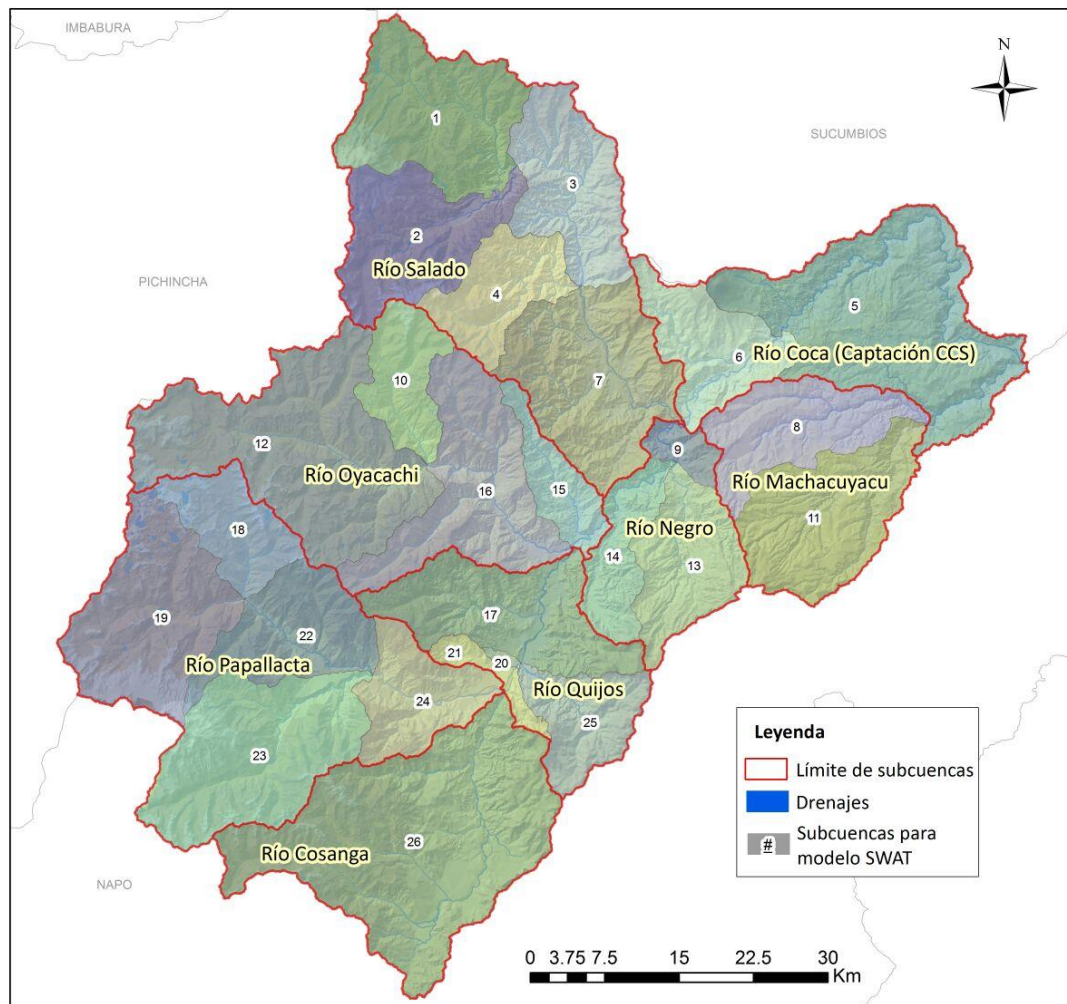 IMBABURA
N
1
SUCUMBIOS
3
2
Río Salado
PICHINCHA
4
5
6
Río Coca (Captación CCS)
7
10
8
12
9
Río Oyacachi
16
15
Río Machacuyacu
11
18
Río Negro
14
13
19
17
22
21
20
Río Papallacta
Río Quijos
24
25
23
26
Río Cosanga
NAPO
Leyenda
Límite de subcuencas
Drenajes
# Subcuencas para
modelo SWAT
0 3.75 7.5 15 22.5 30
Km